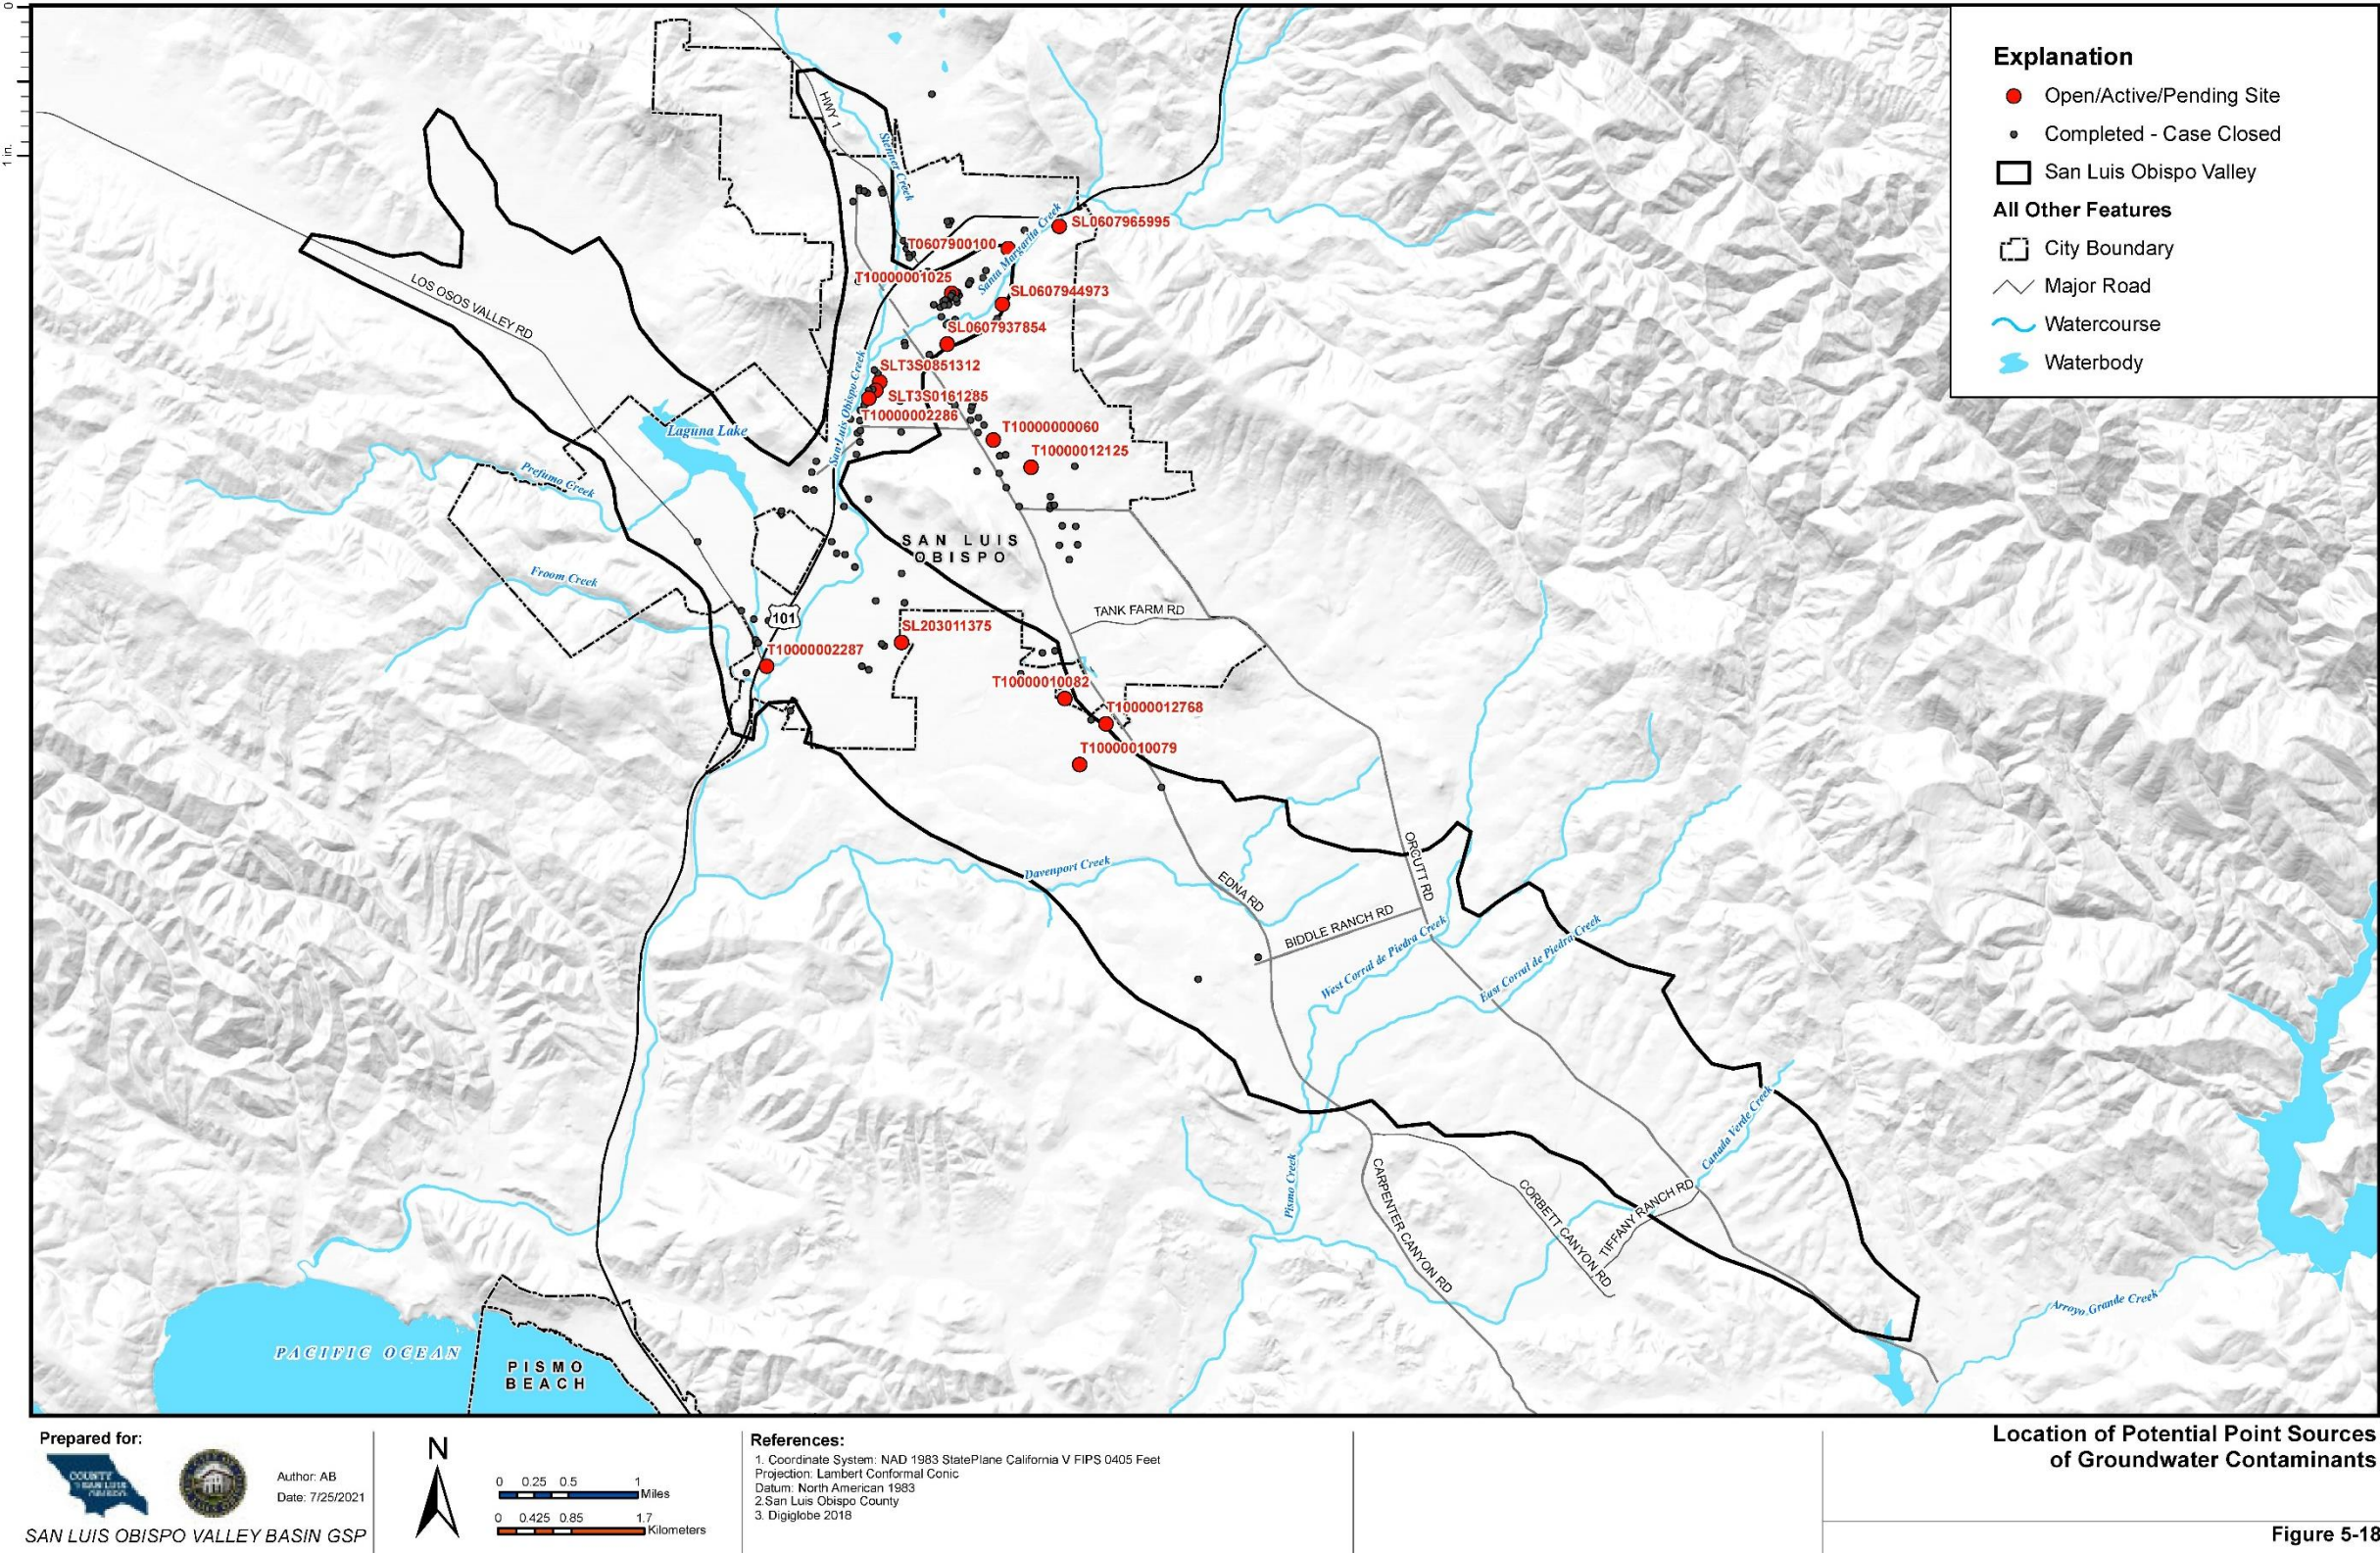 0
1 in.
Explanation
Open/Active/Pending Site
Completed - Case Closed
San Luis Obispo Valley
All Other Features
City Boundary
Major Road
Watercourse
Waterbody
HWY 1
Stenner Creek
SL0607965995
T0607900100
Santa Margarita Creek
T10000001025
SL0607944973
LOS OSOS VALLEY RD
SL0607937854
SLT3S0851312
SLT3S0161285
T10000002286
San Luis Obispo Creek
Laguna Lake
T10000000060
T10000012125
Prefumo Creek
SAN LUIS
OBISPO
Froom Creek
TANK FARM RD
101
SL203011375
T10000002287
T10000010082
T10000012768
T10000010079
Davenport Creek
EDNA RD
ORCUTT RD
BIDDLE RANCH RD
West Corral de Piedra Creek
East Corral de Piedra Creek
Canada Verde Creek
Pismo Creek
CARPENTER CANYON RD
CORBETT CANYON RD
TIFFANY RANCH RD
Arroyo Grande Creek
PACIFIC OCEAN
PISMO
BEACH
Prepared for:
COUNTY
OF SAN LUIS
OBISPO
Author: AB
Date: 7/25/2021
SAN LUIS OBISPO VALLEY BASIN GSP
N
0 0.25 0.5 1
Miles
0 0.425 0.85 1.7
Kilometers
References:
1. Coordinate System: NAD 1983 StatePlane California V FIPS 0405 Feet
Projection: Lambert Conformal Conic
Datum: North American 1983
2.San Luis Obispo County
3. Digiglobe 2018
Location of Potential Point Sources
of Groundwater Contaminants
Figure 5-18